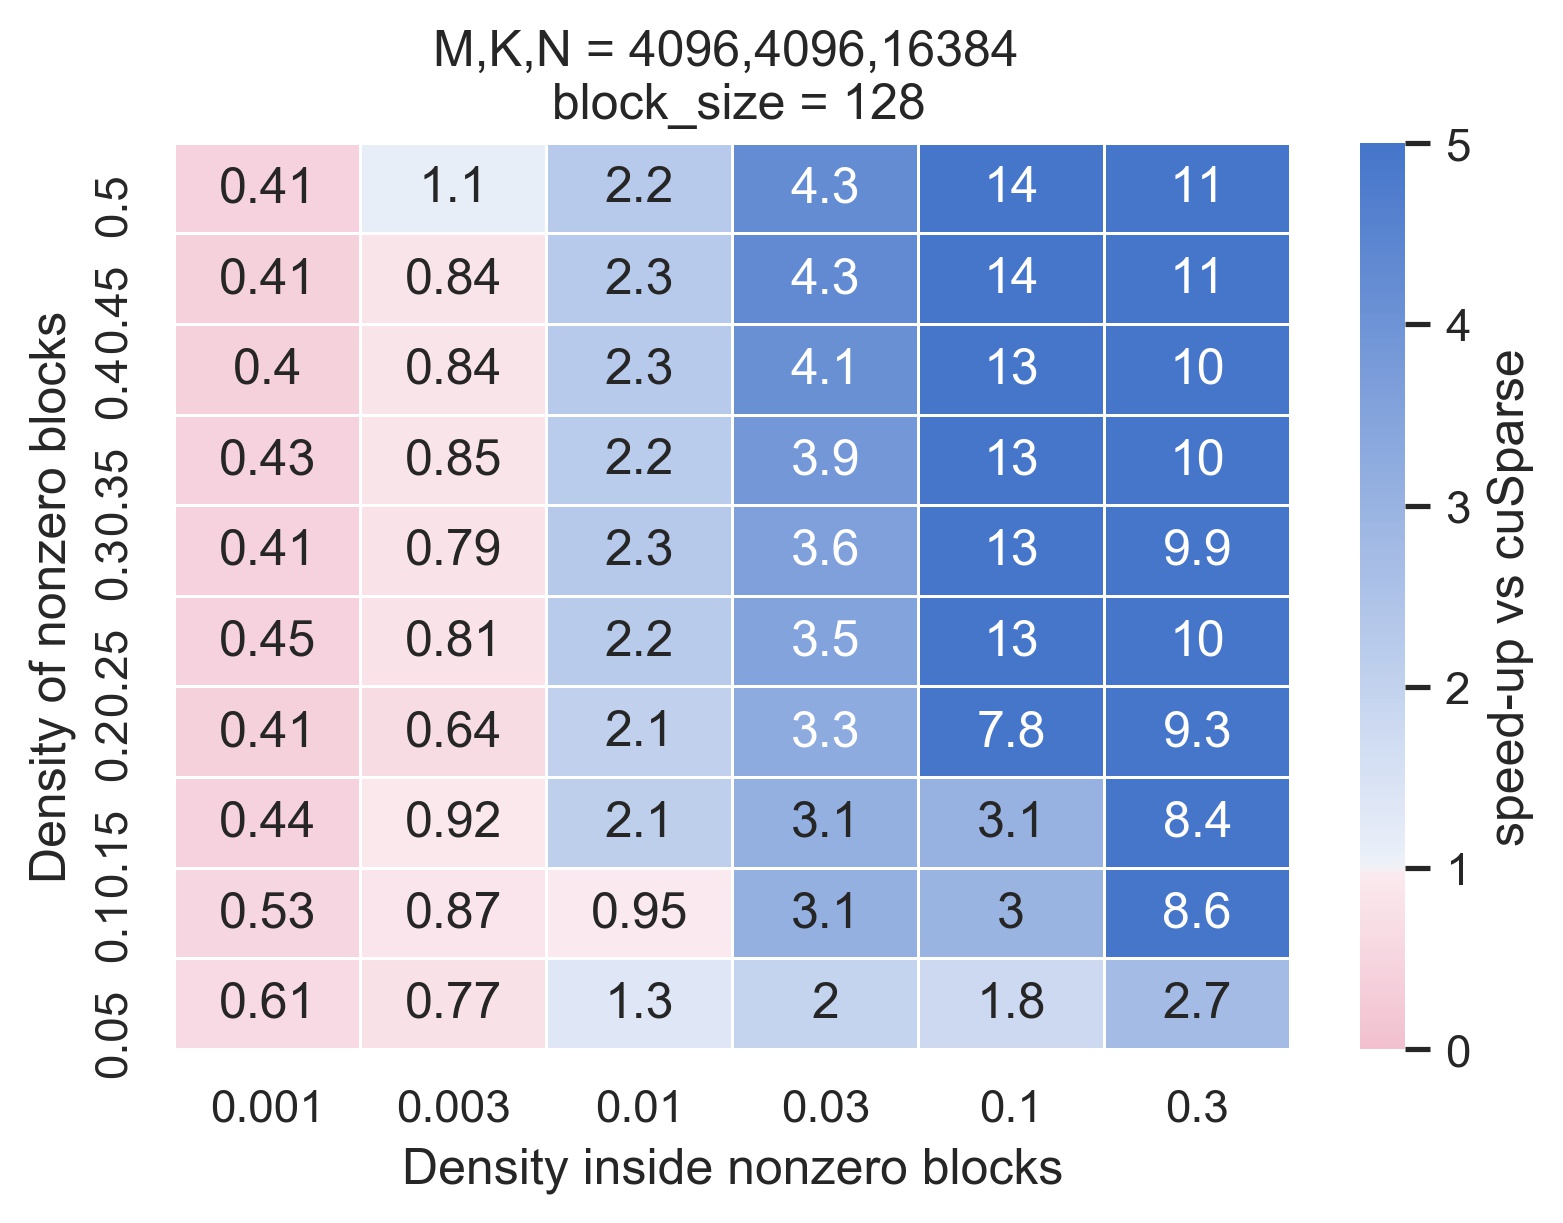 M,K,N = 4096,4096,16384
block_size = 128
Density of nonzero blocks
0.5 0.41 1.1 2.2 4.3 14 11
0.45 0.41 0.84 2.3 4.3 14 11
0.4 0.4 0.84 2.3 4.1 13 10
0.35 0.43 0.85 2.2 3.9 13 10
0.3 0.41 0.79 2.3 3.6 13 9.9
0.25 0.45 0.81 2.2 3.5 13 10
0.2 0.41 0.64 2.1 3.3 7.8 9.3
0.15 0.44 0.92 2.1 3.1 3.1 8.4
0.1 0.53 0.87 0.95 3.1 3 8.6
0.05 0.61 0.77 1.3 2 1.8 2.7
0.001 0.003 0.01 0.03 0.1 0.3
Density inside nonzero blocks
5
4
3
2
1
0
speed-up vs cuSparse